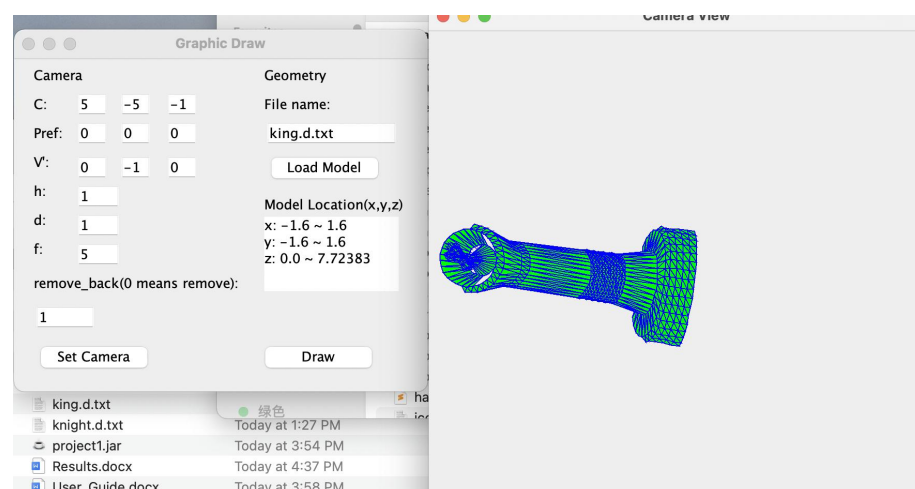 Camera View
Graphic Draw
Camera
Geometry
C: 5 -5 -1
File name:
Pref: 0 0 0
king.d.txt
V': 0 -1 0
Load Model
h: 1
Model Location(x,y,z)
d: 1
x: -1.6 ~ 1.6
y: -1.6 ~ 1.6
f: 5
z: 0.0 ~ 7.72383
remove_back(0 means remove):
1
Set Camera
Draw
king.d.txt
绿色
ha
knight.d.txt
Today at 1:27 PM
project1.jar
Today at 3:54 PM
Results.docx
Today at 4:37 PM
User_Guide.docx
Today at 3:58 PM